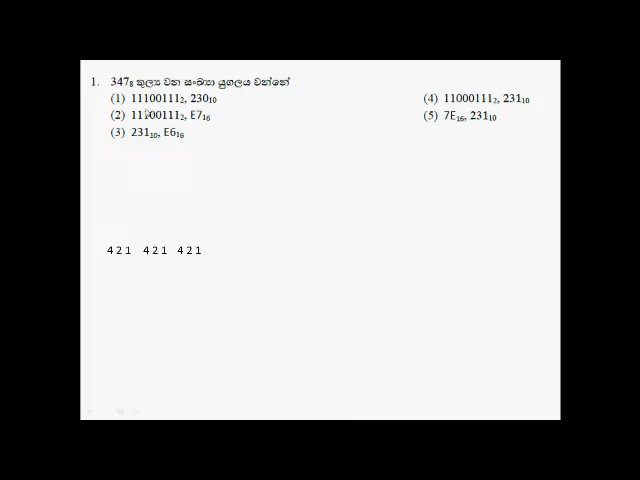 1. 347₈ තුල්‍ය වන සංඛ්‍යා යුගලය වන්නේ
(1) 11100111₂, 230₁₀ (4) 11000111₂, 231₁₀
(2) 11100111₂, E7₁₆ (5) 7E₁₆, 231₁₀
(3) 231₁₀, E6₁₆
4 2 1 4 2 1 4 2 1